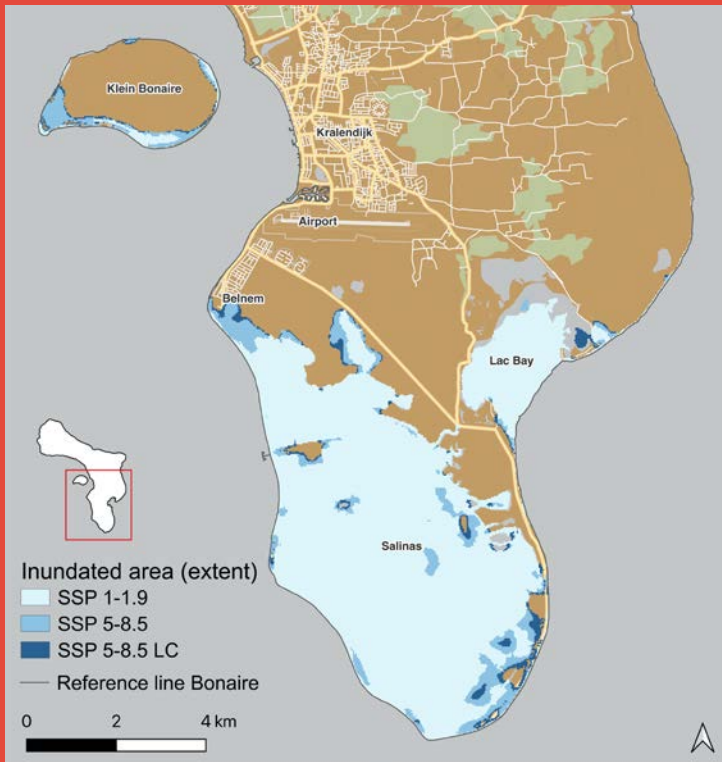 Klein Bonaire
Kralendijk
Airport
Belnem
Lac Bay
Salinas
Inundated area (extent)
SSP 1-1.9
SSP 5-8.5
SSP 5-8.5 LC
Reference line Bonaire
0 2 4 km